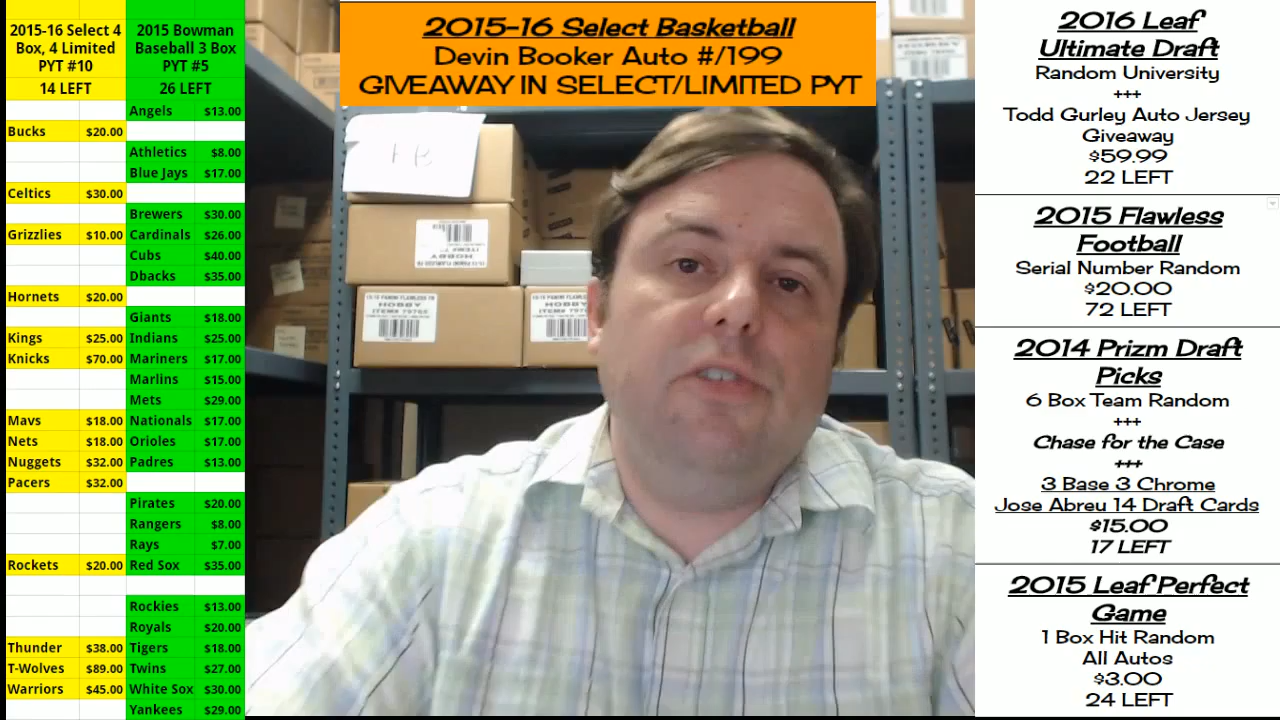 2015-16 Select 4
Box, 4 Limited
PYT #10
14 LEFT
Bucks $20.00
Celtics $30.00
Grizzlies $10.00
Hornets $20.00
Kings $25.00
Knicks $70.00
Mavs $18.00
Nets $18.00
Nuggets $32.00
Pacers $32.00
Rockets $20.00
Thunder $38.00
T-Wolves $89.00
Warriors $45.00
2015 Bowman
Baseball 3 Box
PYT #5
26 LEFT
Angels $13.00
Athletics $8.00
Blue Jays $17.00
Brewers $30.00
Cardinals $26.00
Cubs $40.00
Dbacks $35.00
Giants $18.00
Indians $25.00
Mariners $17.00
Marlins $15.00
Mets $29.00
Nationals $17.00
Orioles $17.00
Padres $13.00
Pirates $20.00
Rangers $8.00
Rays $7.00
Red Sox $35.00
Rockies $13.00
Royals $20.00
Tigers $18.00
Twins $27.00
White Sox $30.00
Yankees $29.00
2015-16 Select Basketball
Devin Booker Auto #/199
GIVEAWAY IN SELECT/LIMITED PYT
HOBBY
ITEM# 79765
HOBBY
2016 Leaf
Ultimate Draft
Random University
+++
Todd Gurley Auto Jersey
Giveaway
$59.99
22 LEFT
2015 Flawless
Football
Serial Number Random
$20.00
72 LEFT
2014 Prizm Draft
Picks
6 Box Team Random
+++
Chase for the Case
+++
3 Base 3 Chrome
Jose Abreu 14 Draft Cards
$15.00
17 LEFT
2015 Leaf Perfect
Game
1 Box Hit Random
All Autos
$3.00
24 LEFT